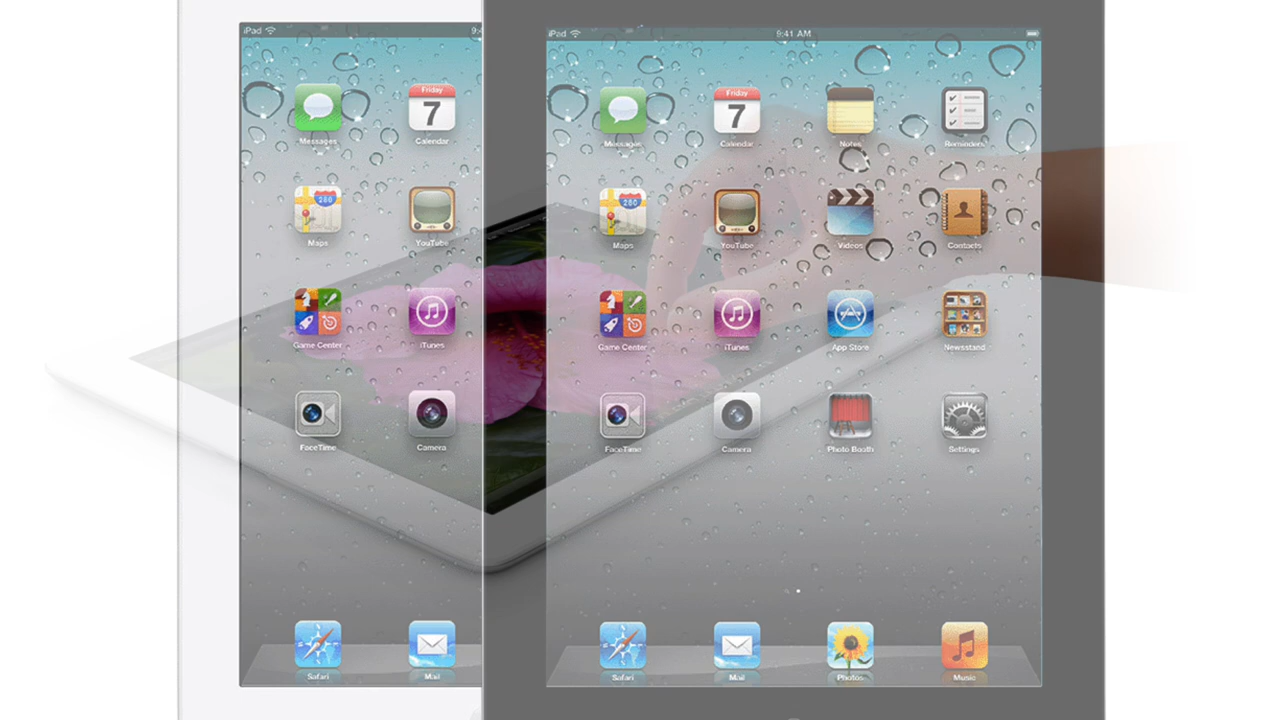 iPad
iPad 9:41 AM
Messages Calendar
Messages Calendar Notes Reminders
Maps YouTube
Maps YouTube Videos Contacts
Game Center iTunes
Game Center iTunes App Store Newsstand
FaceTime Camera
FaceTime Camera Photo Booth Settings
Safari Mail
Safari Mail Photos Music
Friday
7
Friday
7
280
280